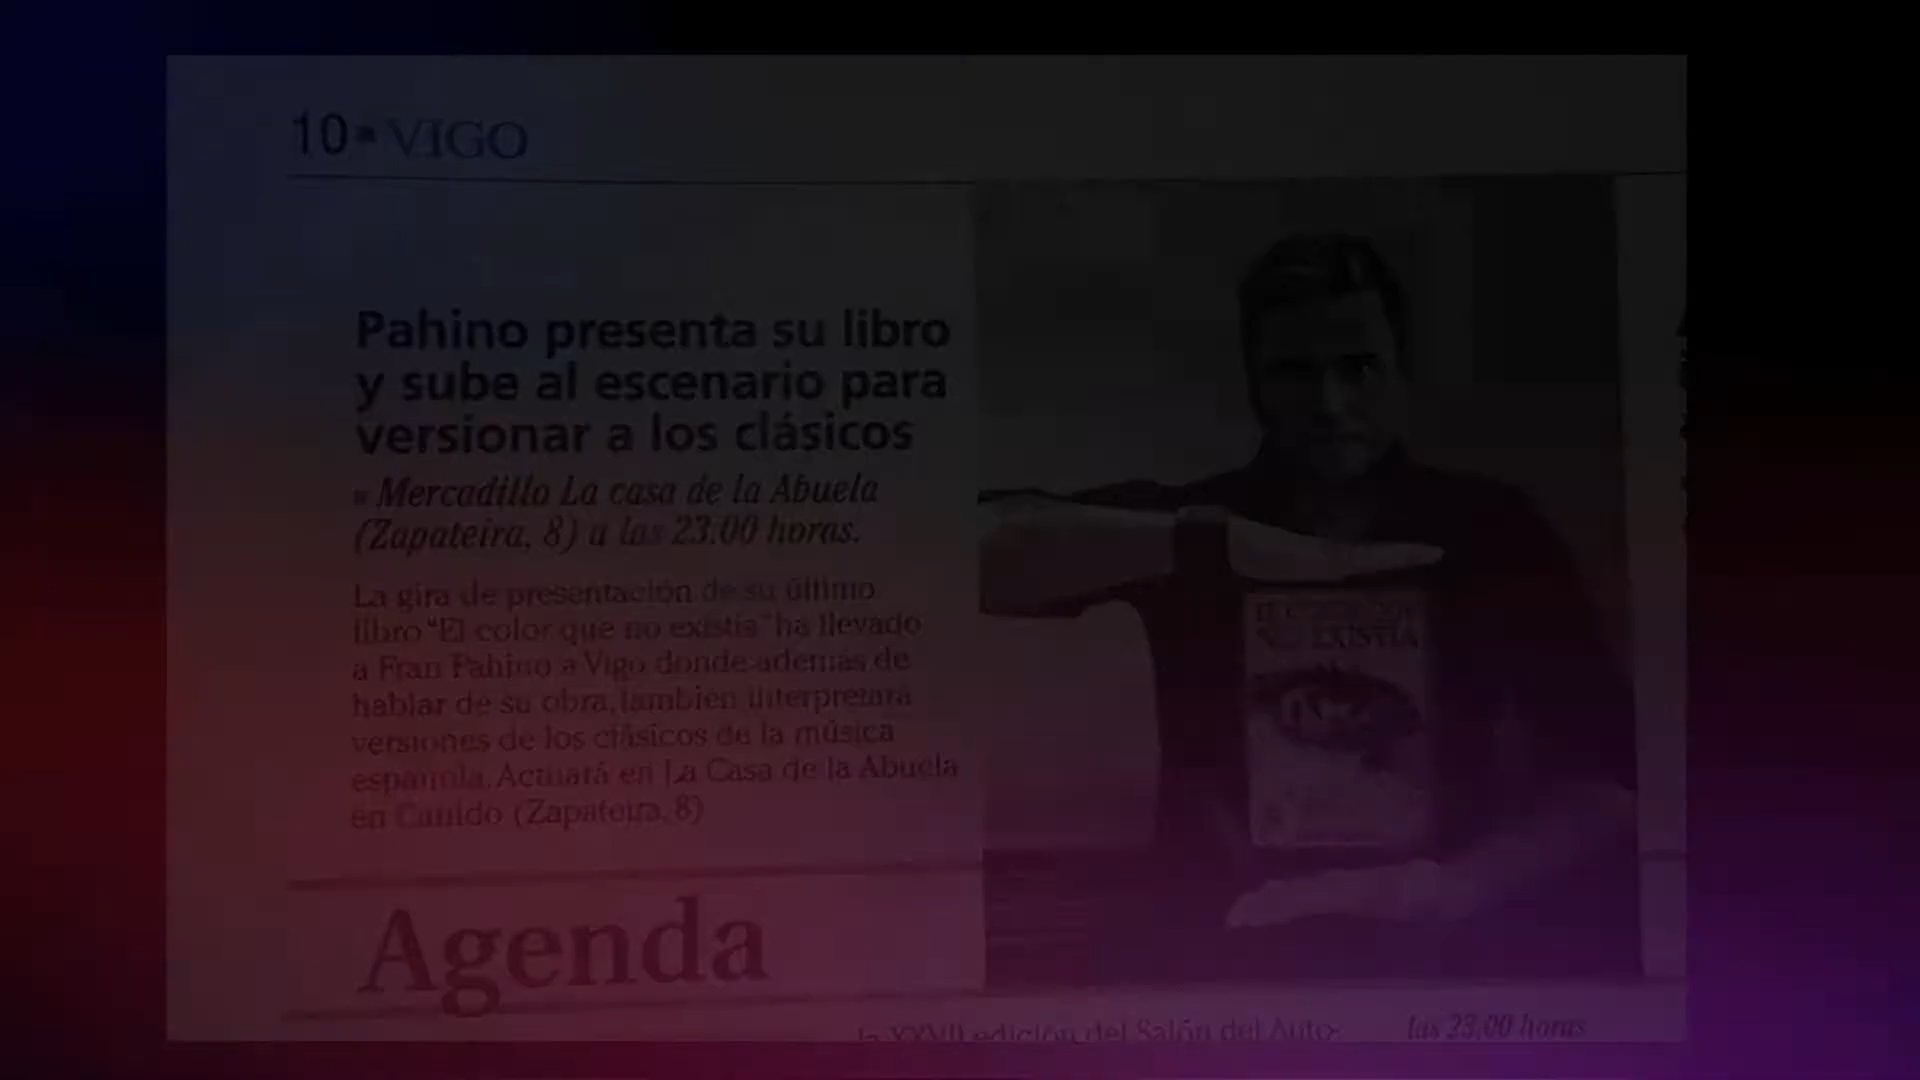 10 ■ VIGO
Pahino presenta su libro
y sube al escenario para
versionar a los clásicos
■ Mercadillo La casa de la Abuela
(Zapateira, 8) a las 23.00 horas.
La gira de presentación de su último
libro "El color que no existía" ha llevado
a Fran Pahino a Vigo donde además de
hablar de su obra, también interpretará
versiones de los clásicos de la música
española. Actuará en La Casa de la Abuela
en Canido (Zapateira, 8)
EXISTÍA
Agenda
la XXVII edición del Salón del Auto-
las 23.00 horas